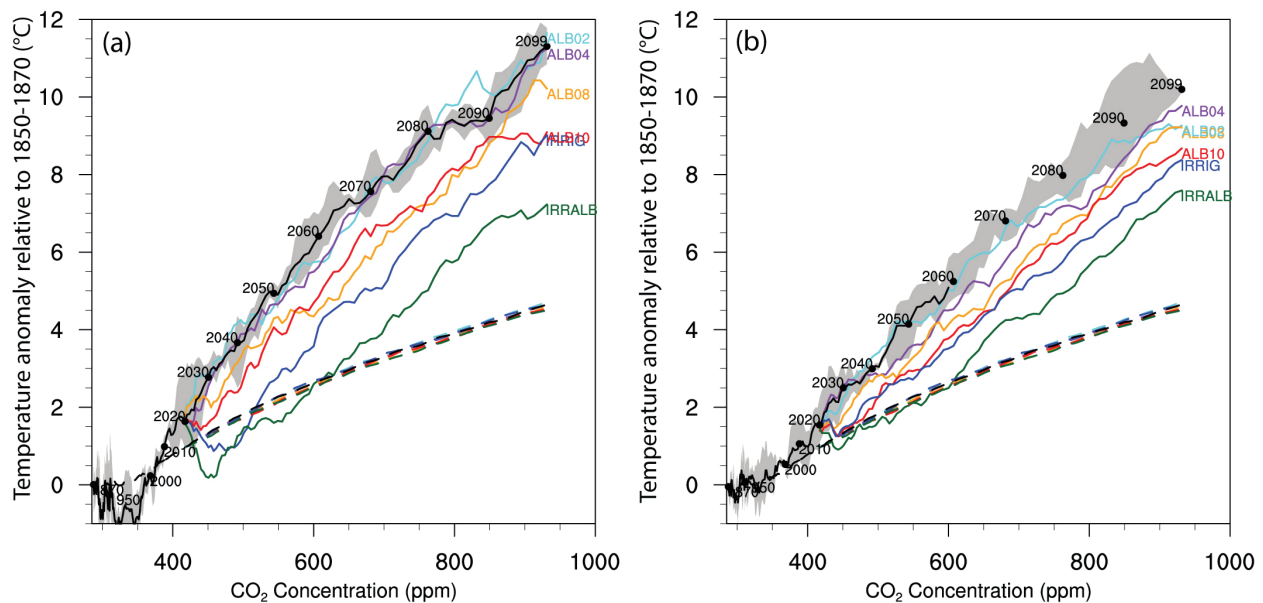 (a)
Temperature anomaly relative to 1850-1870 (°C)
12
10
8
6
4
2
0
400
600
800
1000
CO2 Concentration (ppm)
950
2000
2010
2020
2030
2040
2050
2060
2070
2080
2090
2099
ALB02
ALB04
ALB08
ALB10
IRRIG
IRRALB
(b)
Temperature anomaly relative to 1850-1870 (°C)
12
10
8
6
4
2
0
400
600
800
1000
CO2 Concentration (ppm)
2000
2010
2020
2030
2040
2050
2060
2070
2080
2090
2099
ALB04
ALB10
IRRIG
IRRALB